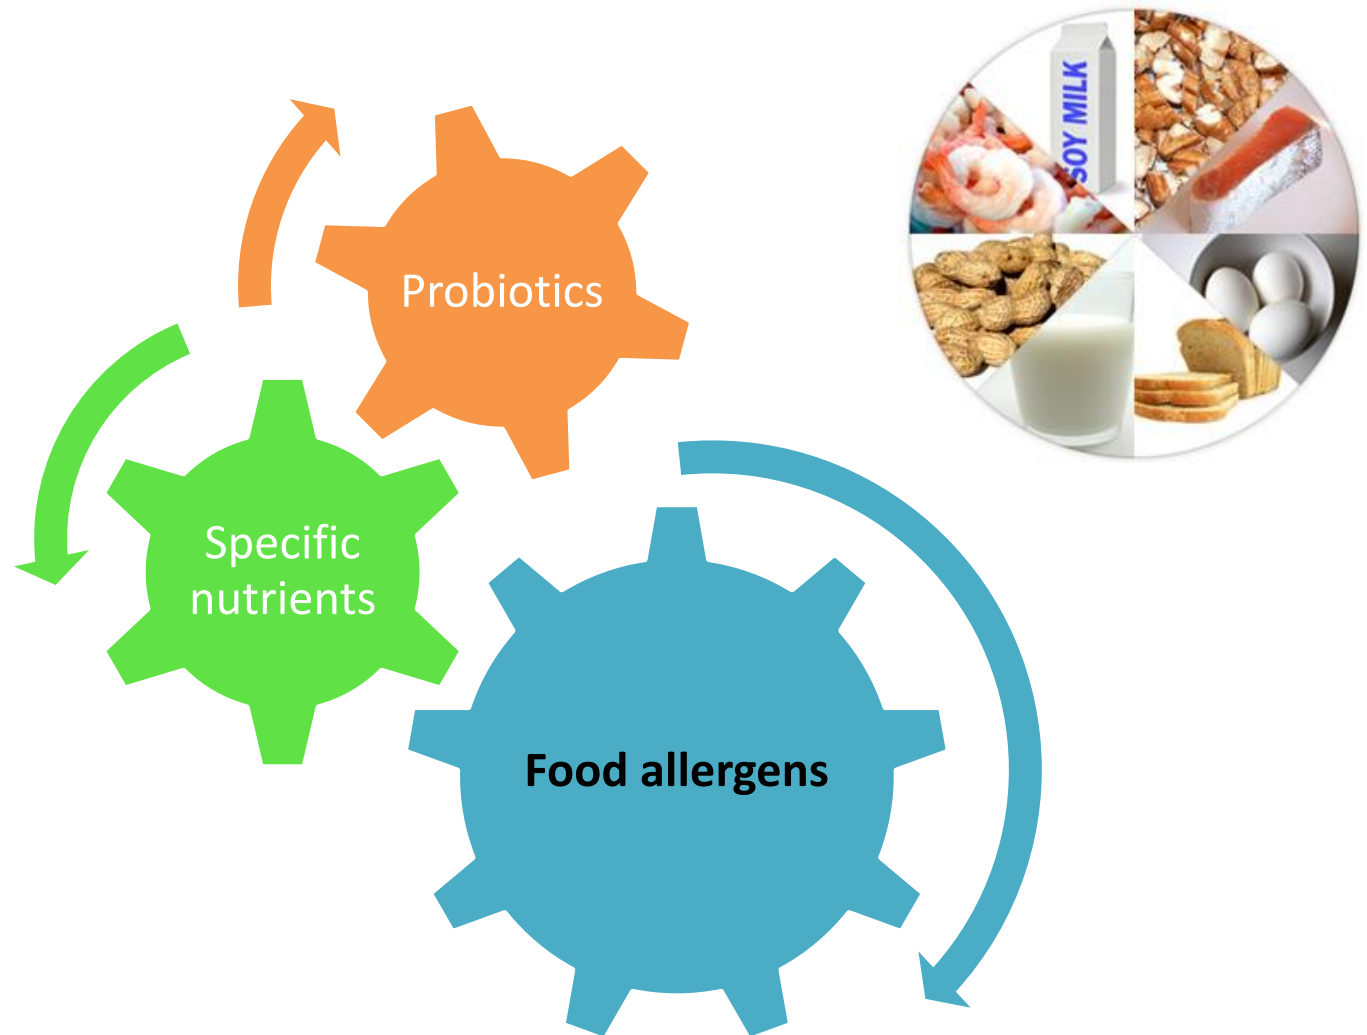 SOY MILK
Probiotics
Specific
nutrients
Food allergens